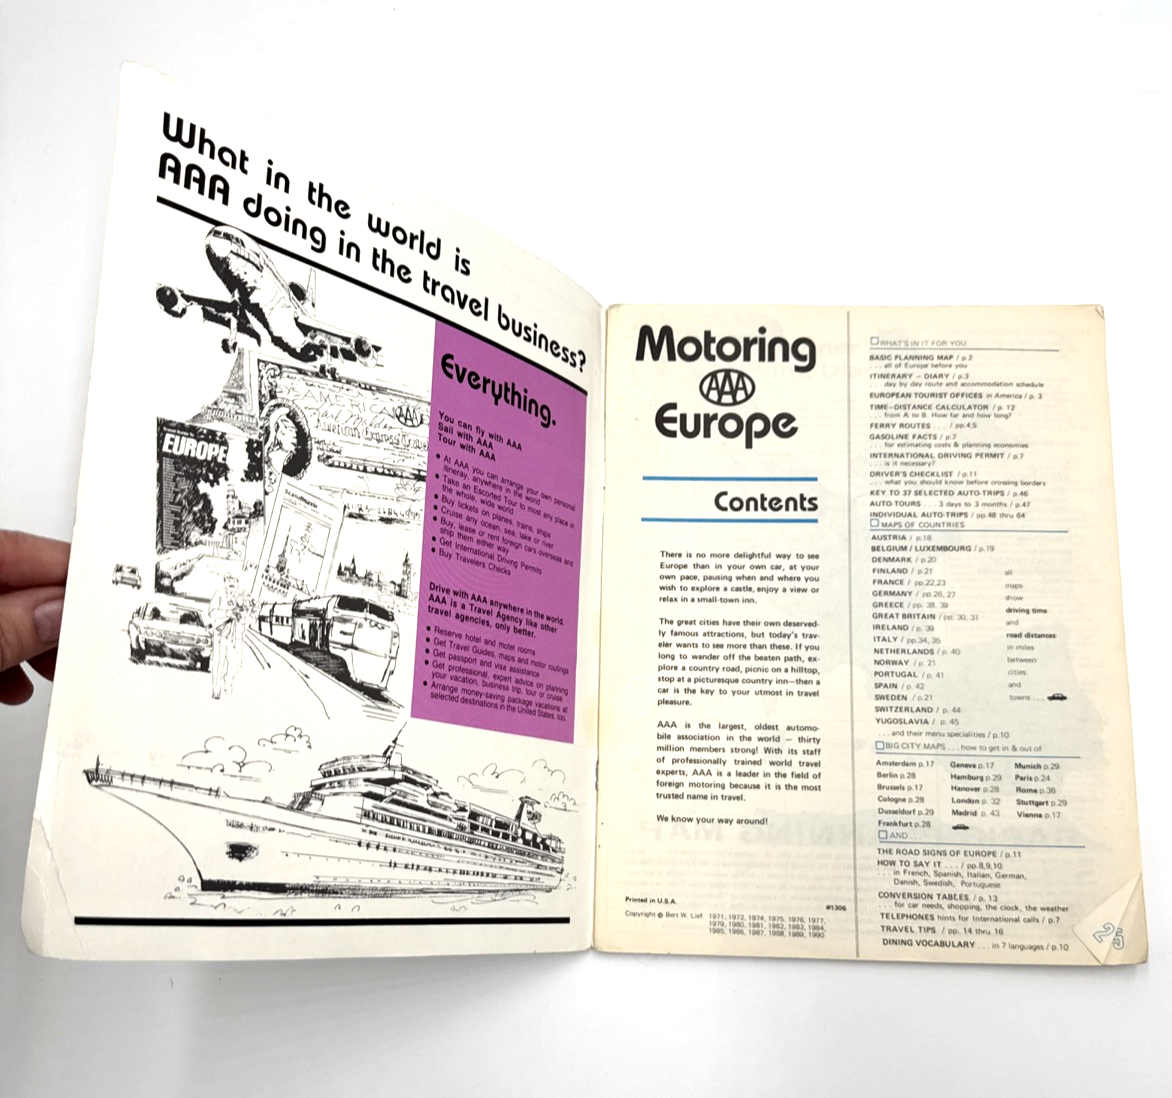 What in the world is
AAA doing in the travel business?
EUROPE
Scandinavia
AAA
Everything.
You can fly with AAA
Sail with AAA
Tour with AAA
● At AAA you can arrange your own personal
itineray, anywhere in the world
● Take an Escorted Tour to most any place in
the whole, wide world
● Buy tickets on planes, trains, ships
● Cruise any ocean, sea, lake or river
● Buy, lease or rent foreign cars overseas and
ship them either way
● Get International Driving Permits
● Buy Travelers Checks
Drive with AAA anywhere in the world.
AAA is a Travel Agency like other
travel agencies, only better.
● Reserve hotel and motel rooms
● Get Travel Guides, maps and motor routings
● Get passport and visa assistance
● Get professional, expert advice on planning
your vacation, business trip, tour or cruise
● Arrange money-saving package vacations at
selected destinations in the United States, too.
Motoring
AAA
Europe
Contents
There is no more delightful way to see
Europe than in your own car, at your
own pace, pausing when and where you
wish to explore a castle, enjoy a view or
relax in a small-town inn.
The great cities have their own deserved-
ly famous attractions, but today's trav-
eler wants to see more than these. If you
long to wander off the beaten path, ex-
plore a country road, picnic on a hilltop,
stop at a picturesque country inn—then a
car is the key to your utmost in travel
pleasure.
AAA is the largest, oldest automo-
bile association in the world — thirty
million members strong! With its staff
of professionally trained world travel
experts, AAA is a leader in the field of
foreign motoring because it is the most
trusted name in travel.
We know your way around!
Printed in U.S.A.
#1306
Copyright © Bert W. Lief 1971, 1972, 1974, 1975, 1976, 1977,
1979, 1980, 1981, 1982, 1983, 1984,
1985, 1986, 1987, 1988, 1989, 1990
WHAT'S IN IT FOR YOU . . .
BASIC PLANNING MAP / p.2
. . . all of Europe before you
ITINERARY — DIARY / p.3
. . . day by day route and accommodation schedule
EUROPEAN TOURIST OFFICES in America / p. 3
TIME-DISTANCE CALCULATOR / p. 12
. . . from A to B. How far and how long?
FERRY ROUTES . . . / pp.4,5
GASOLINE FACTS / p.7
. . . for estimating costs & planning economies
INTERNATIONAL DRIVING PERMIT / p.7
. . . is it necessary?
DRIVER'S CHECKLIST / p.11
. . . what you should know before crossing borders
KEY TO 37 SELECTED AUTO-TRIPS / p.46
AUTO-TOURS . . . 3 days to 3 months / p.47
INDIVIDUAL AUTO-TRIPS / pp.48 thru 64
MAPS OF COUNTRIES
AUSTRIA / p.18
BELGIUM / LUXEMBOURG / p.19
DENMARK / p.20
FINLAND / p.21
FRANCE / pp.22,23
GERMANY / pp.26, 27
GREECE / pp. 38, 39
GREAT BRITAIN / pp. 30, 31
IRELAND / p. 39
ITALY / pp.34, 35
NETHERLANDS / p. 40
NORWAY / p. 21
PORTUGAL / p. 41
SPAIN / p. 42
SWEDEN / p.21
SWITZERLAND / p. 44
YUGOSLAVIA / p. 45
all
maps
show
driving time
and
road distances
in miles
between
cities
and
towns . . .
. . . and their menu specialities / p.10
BIG CITY MAPS . . . how to get in & out of
Amsterdam p.17 Geneva p.17 Munich p.29
Berlin p.28 Hamburg p.29 Paris p.24
Brussels p.17 Hanover p.28 Rome p.36
Cologne p.28 London p. 32 Stuttgart p.29
Dusseldorf p.29 Madrid p. 43 Vienna p.17
Frankfurt p.28
AND . . .
THE ROAD SIGNS OF EUROPE / p.11
HOW TO SAY IT . . . / pp.8,9,10
. . . in French, Spanish, Italian, German,
Danish, Swedish, Portuguese
CONVERSION TABLES / p. 13
. . . for car needs, shopping, the clock, the weather
TELEPHONES hints for International calls / p.7
TRAVEL TIPS / pp. 14 thru 16
DINING VOCABULARY . . . in 7 languages / p.10